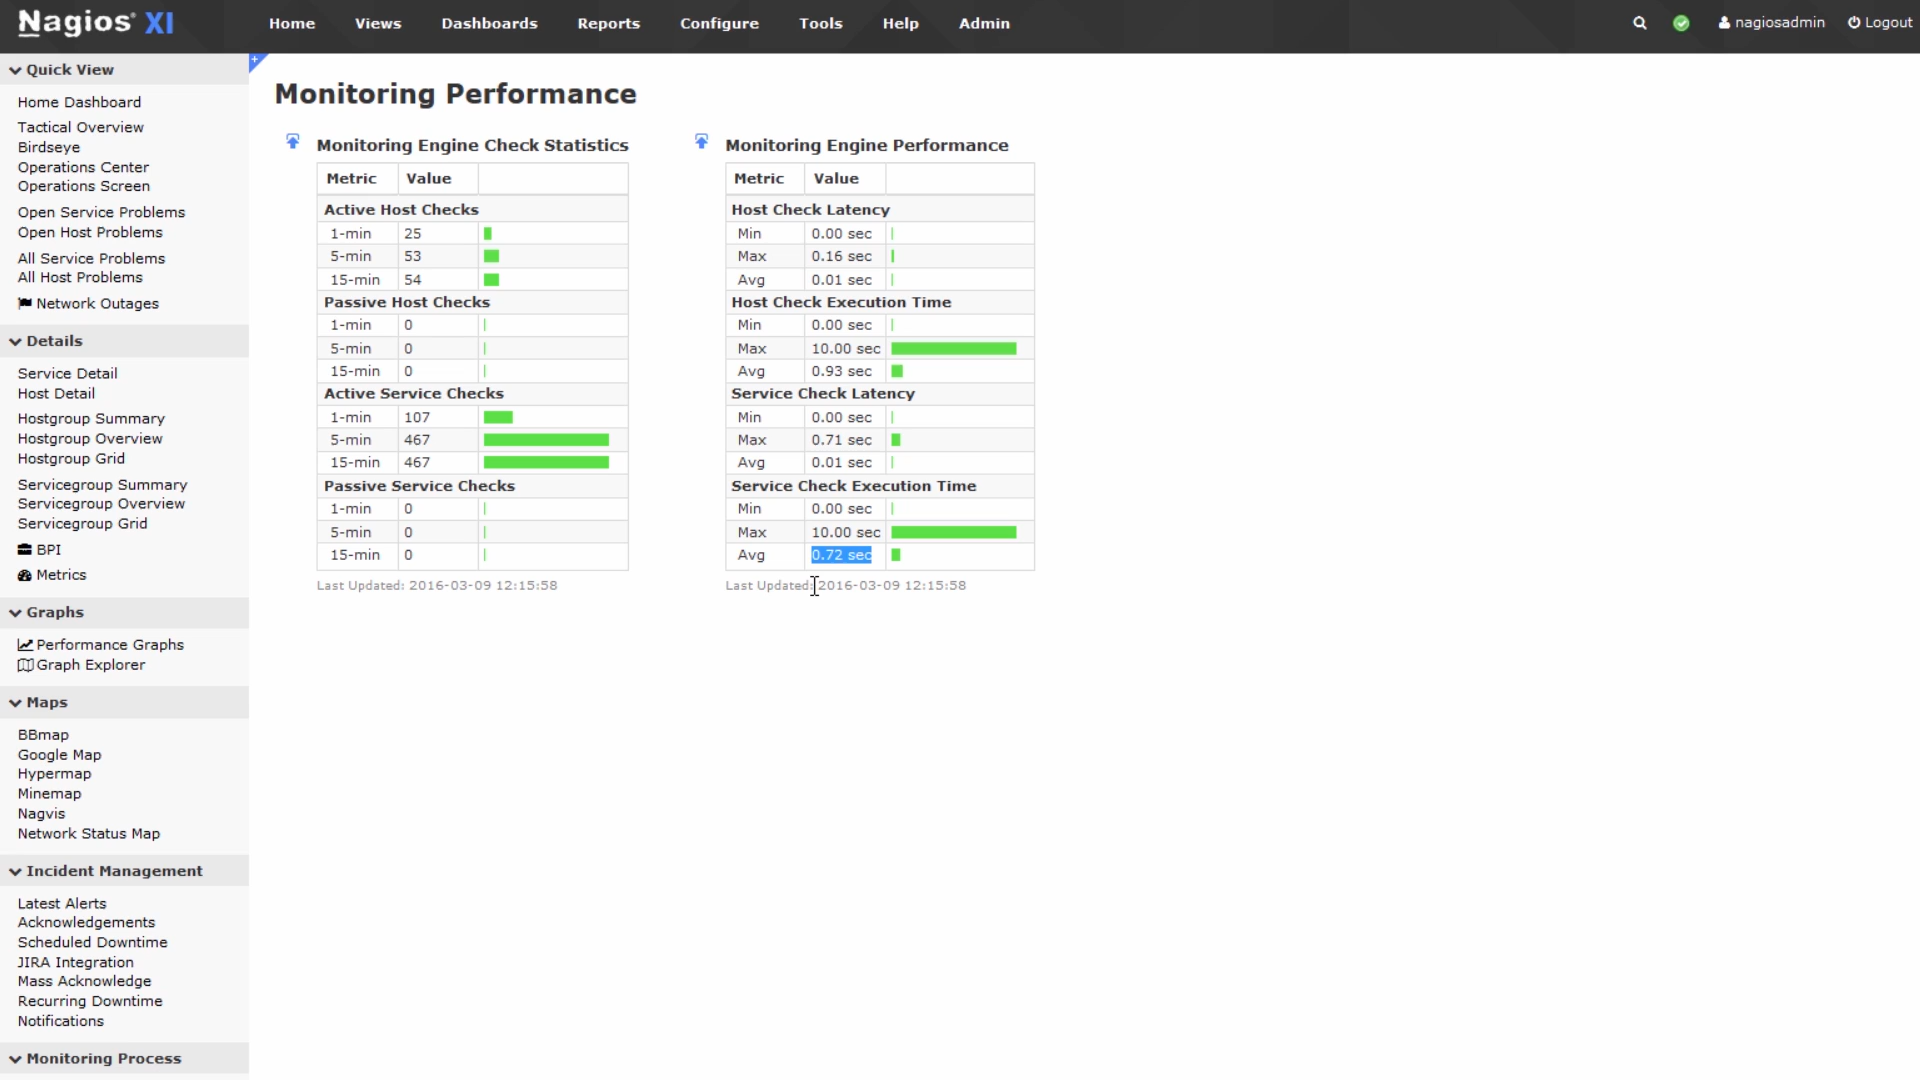 Nagios® XI
Home Views Dashboards Reports Configure Tools Help Admin
nagiosadmin Logout
Quick View
Home Dashboard
Tactical Overview
Birdseye
Operations Center
Operations Screen
Open Service Problems
Open Host Problems
All Service Problems
All Host Problems
Network Outages
Details
Service Detail
Host Detail
Hostgroup Summary
Hostgroup Overview
Hostgroup Grid
Servicegroup Summary
Servicegroup Overview
Servicegroup Grid
BPI
Metrics
Graphs
Performance Graphs
Graph Explorer
Maps
BBmap
Google Map
Hypermap
Minemap
Nagvis
Network Status Map
Incident Management
Latest Alerts
Acknowledgements
Scheduled Downtime
JIRA Integration
Mass Acknowledge
Recurring Downtime
Notifications
Monitoring Process
Monitoring Performance
Monitoring Engine Check Statistics
Metric Value
Active Host Checks
1-min 25
5-min 53
15-min 54
Passive Host Checks
1-min 0
5-min 0
15-min 0
Active Service Checks
1-min 107
5-min 467
15-min 467
Passive Service Checks
1-min 0
5-min 0
15-min 0
Last Updated: 2016-03-09 12:15:58
Monitoring Engine Performance
Metric Value
Host Check Latency
Min 0.00 sec
Max 0.16 sec
Avg 0.01 sec
Host Check Execution Time
Min 0.00 sec
Max 10.00 sec
Avg 0.93 sec
Service Check Latency
Min 0.00 sec
Max 0.71 sec
Avg 0.01 sec
Service Check Execution Time
Min 0.00 sec
Max 10.00 sec
Avg 0.72 sec
Last Updated: 2016-03-09 12:15:58